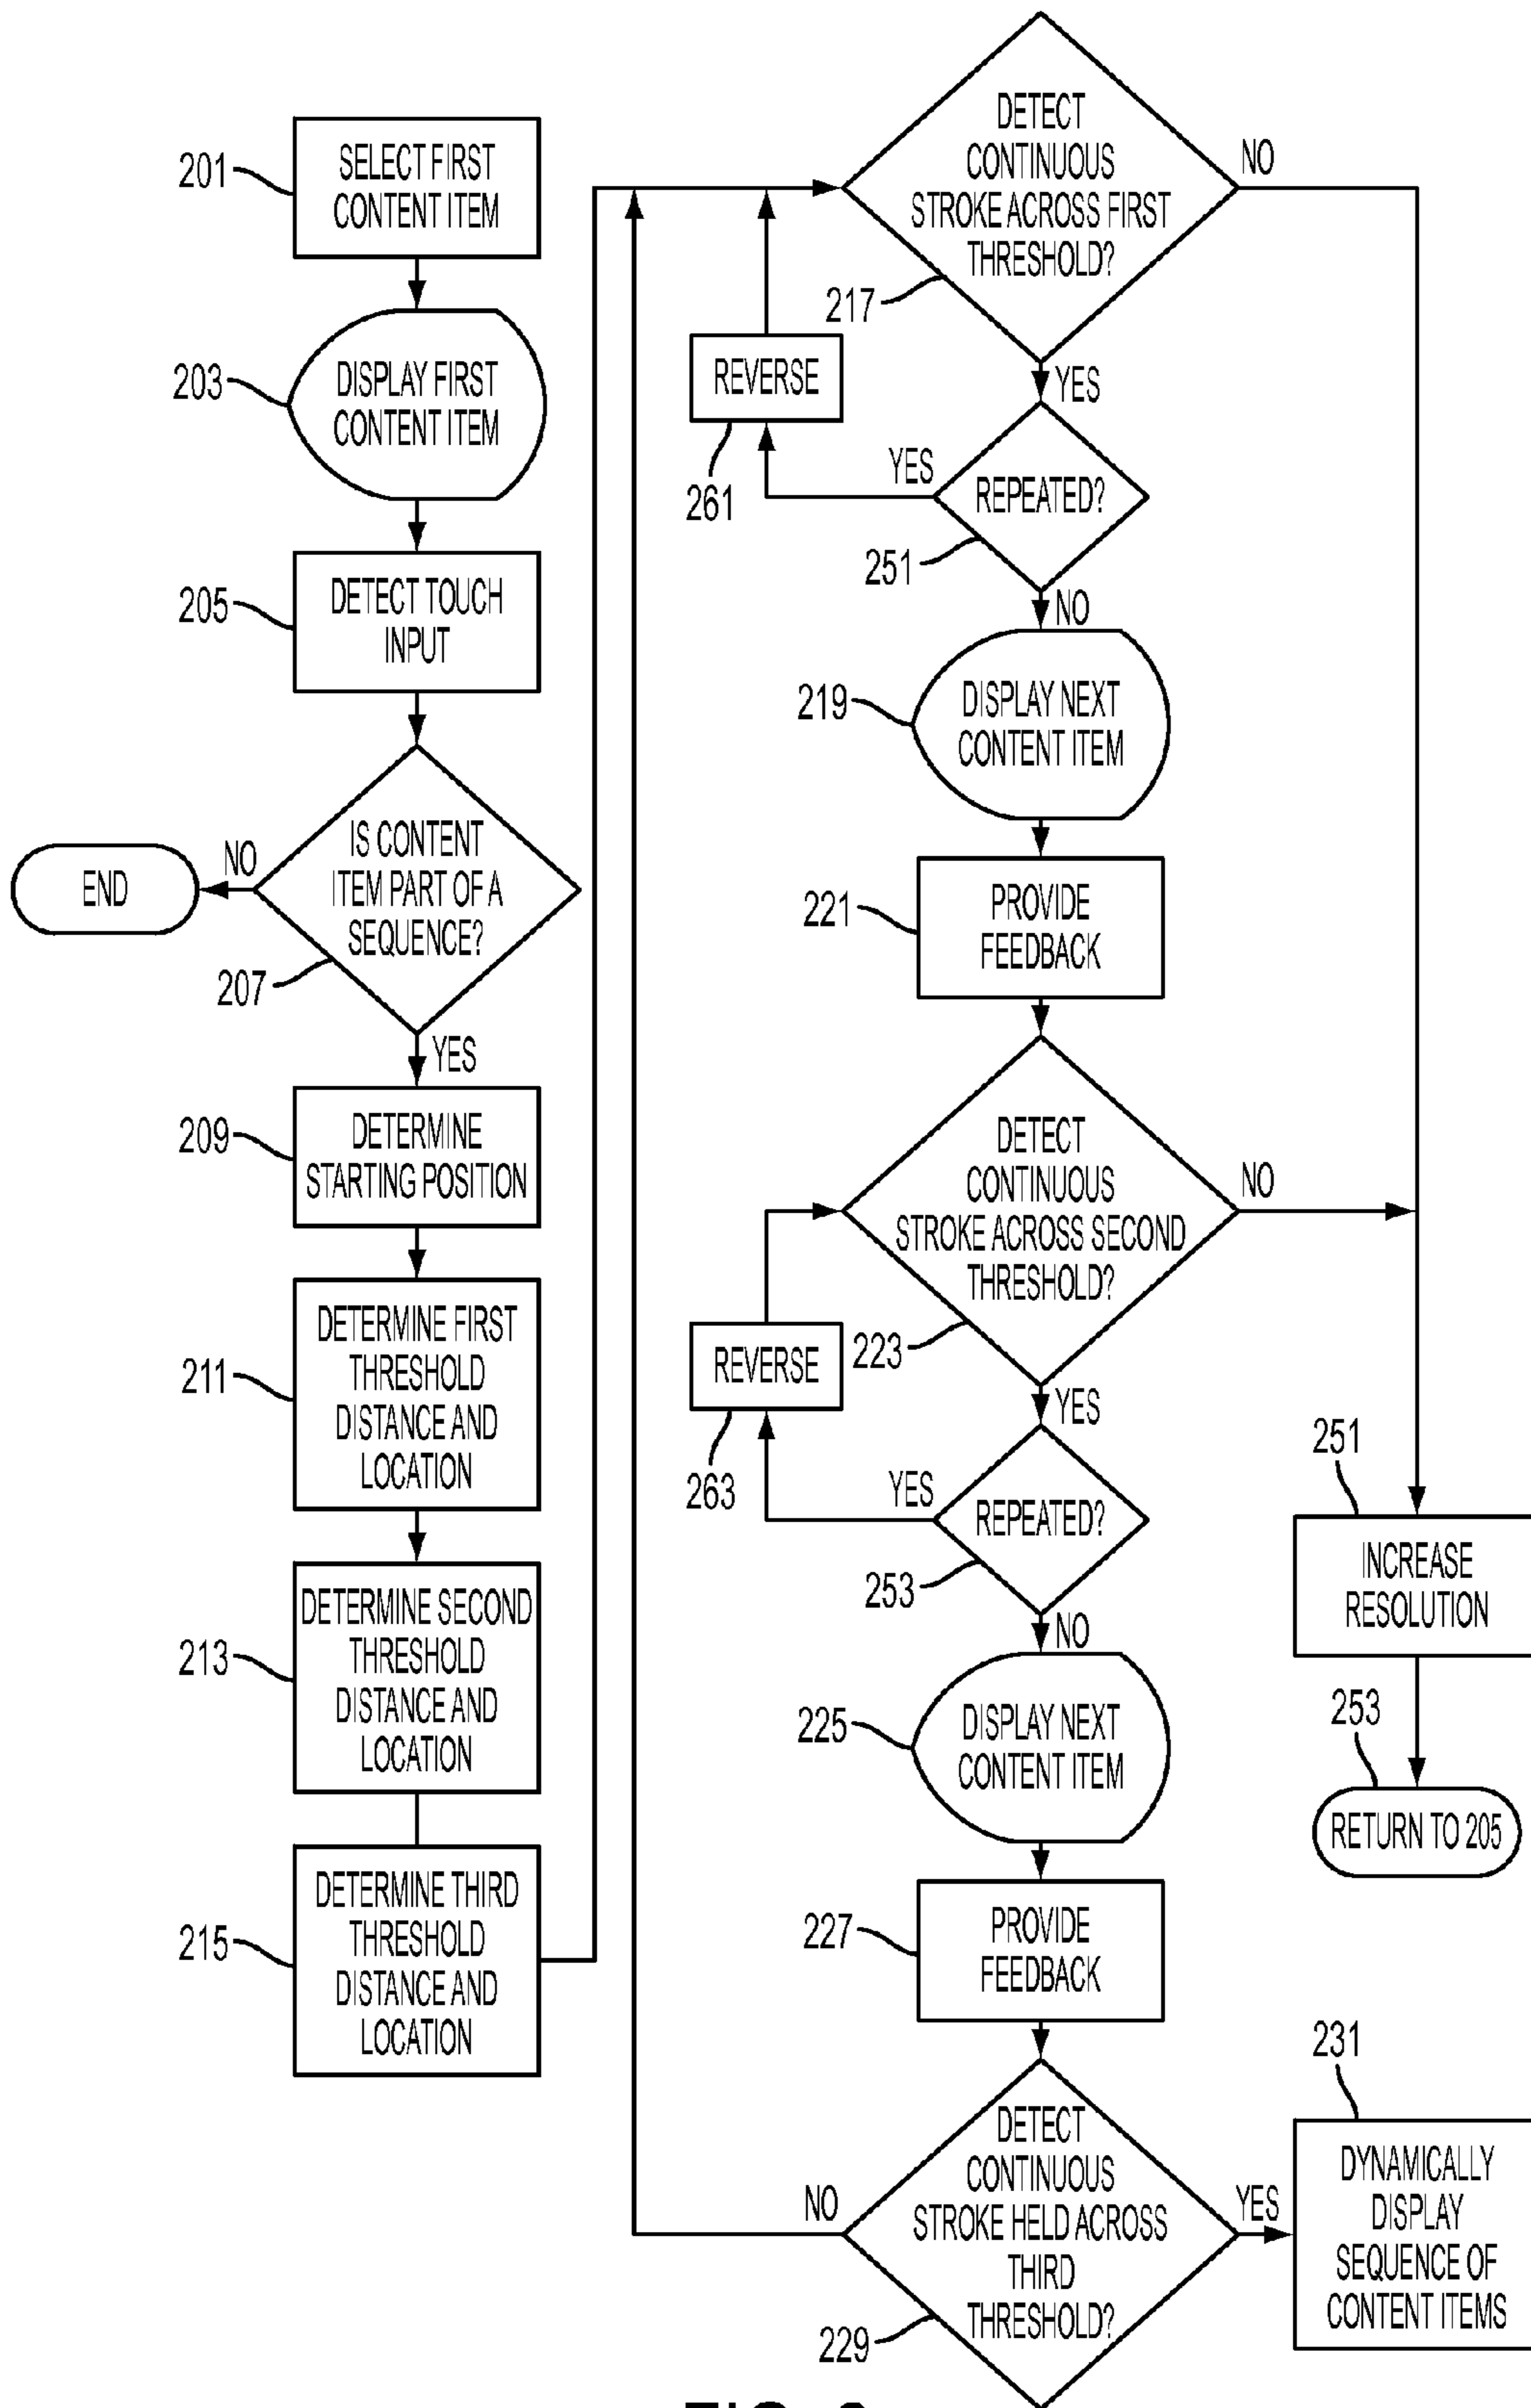 201
SELECT FIRST
CONTENT ITEM
203
DISPLAY FIRST
CONTENT ITEM
205
DETECT TOUCH
INPUT
IS CONTENT
ITEM PART OF A
SEQUENCE?
207
NO
END
YES
209
DETERMINE
STARTING POSITION
211
DETERMINE FIRST
THRESHOLD
DISTANCE AND
LOCATION
213
DETERMINE SECOND
THRESHOLD
DISTANCE AND
LOCATION
215
DETERMINE THIRD
THRESHOLD
DISTANCE AND
LOCATION
DETECT
CONTINUOUS
STROKE ACROSS FIRST
THRESHOLD?
217
NO
YES
REVERSE
261
YES
REPEATED?
251
NO
219
DISPLAY NEXT
CONTENT ITEM
221
PROVIDE
FEEDBACK
DETECT
CONTINUOUS
STROKE ACROSS SECOND
THRESHOLD?
223
NO
YES
REVERSE
263
YES
REPEATED?
253
NO
225
DISPLAY NEXT
CONTENT ITEM
227
PROVIDE
FEEDBACK
DETECT
CONTINUOUS
STROKE HELD ACROSS
THIRD
THRESHOLD?
229
NO
YES
251
INCREASE
RESOLUTION
253
RETURN TO 205
231
DYNAMICALLY
DISPLAY
SEQUENCE OF
CONTENT ITEMS